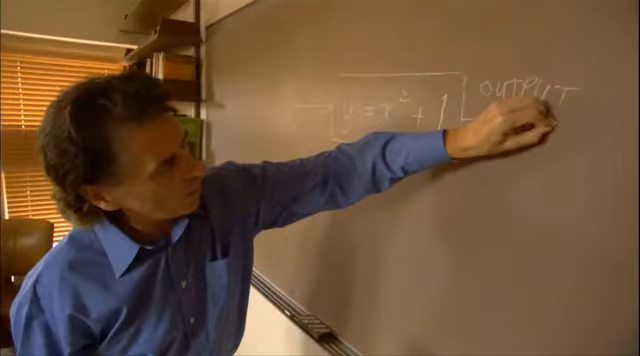 OUTPUT
y = x² + 1